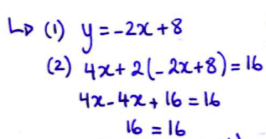 ↳ (1) y = -2x + 8
(2) 4x + 2(-2x+8) = 16
4x - 4x + 16 = 16
16 = 16